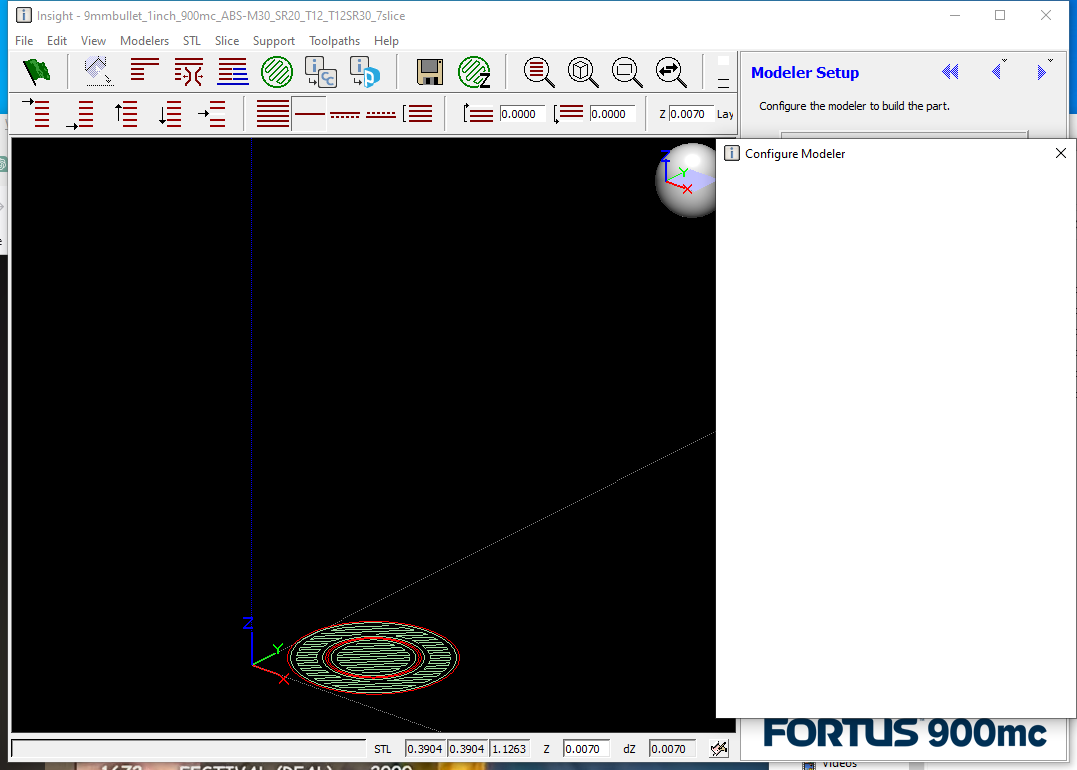 Insight - 9mmbullet_1inch_900mc_ABS-M30_SR20_T12_T12SR30_7slice
File Edit View Modelers STL Slice Support Toolpaths Help
Modeler Setup
Configure the modeler to build the part.
0.0000 0.0000 Z 0.0070 Lay
Configure Modeler
Z
Y
X
Z
Y
X
FORTUS 900mc
STL 0.3904 0.3904 1.1263 Z 0.0070 dZ 0.0070
Videos